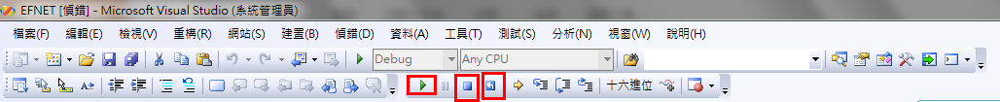 EFNET [偵錯] - Microsoft Visual Studio (系統管理員)
檔案(F) 編輯(E) 檢視(V) 重構(R) 網站(S) 建置(B) 偵錯(D) 資料(A) 工具(T) 測試(S) 分析(N) 視窗(W) 說明(H)
Debug Any CPU
十六進位